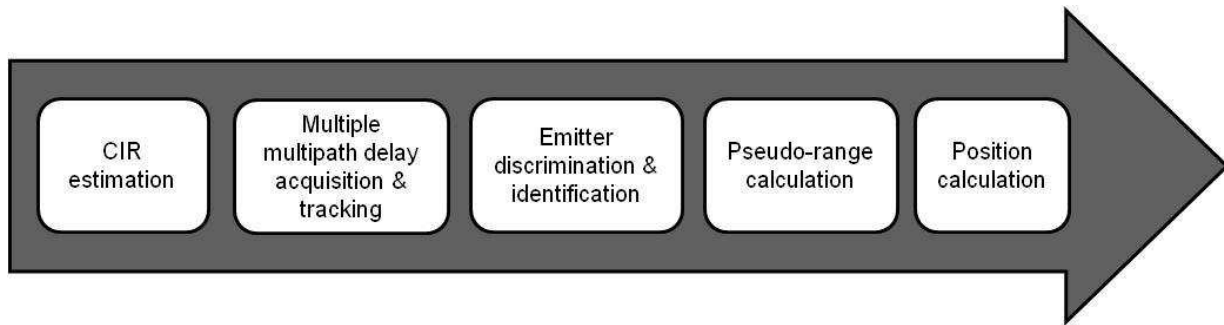 CIR
estimation
Multiple
multipath delay
acquisition &
tracking
Emitter
discrimination &
identification
Pseudo-range
calculation
Position
calculation